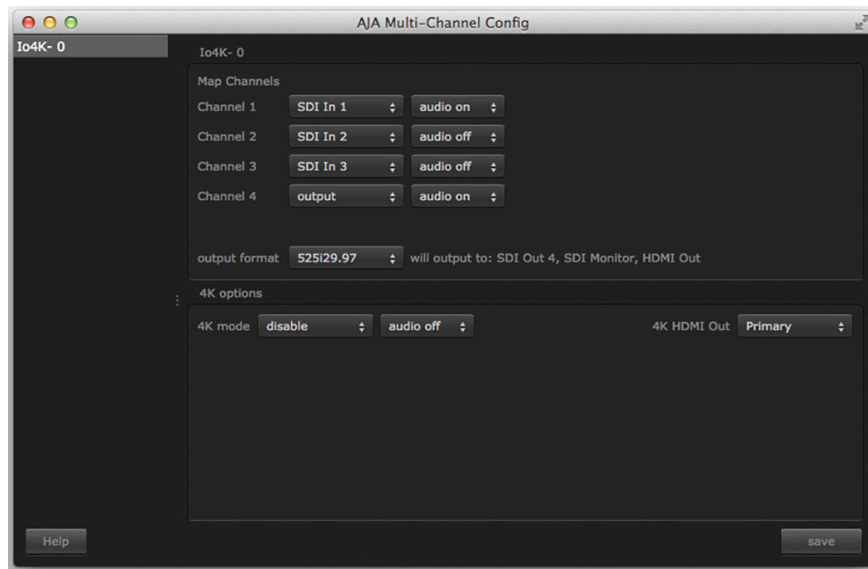 AJA Multi-Channel Config
Io4K- 0
Io4K- 0
Map Channels
Channel 1 SDI In 1 audio on
Channel 2 SDI In 2 audio off
Channel 3 SDI In 3 audio off
Channel 4 output audio on
output format 525i29.97 will output to: SDI Out 4, SDI Monitor, HDMI Out
4K options
4K mode disable audio off 4K HDMI Out Primary
Help save